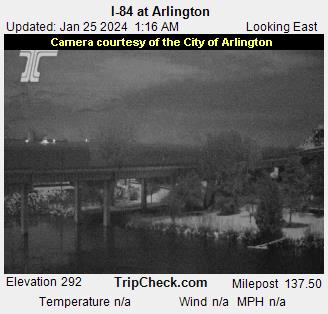 I-84 at Arlington
Updated: Jan 25 2024 1:16 AM Looking East
Camera courtesy of the City of Arlington
Elevation 292 TripCheck.com Milepost 137.50
Temperature n/a Wind n/a MPH n/a